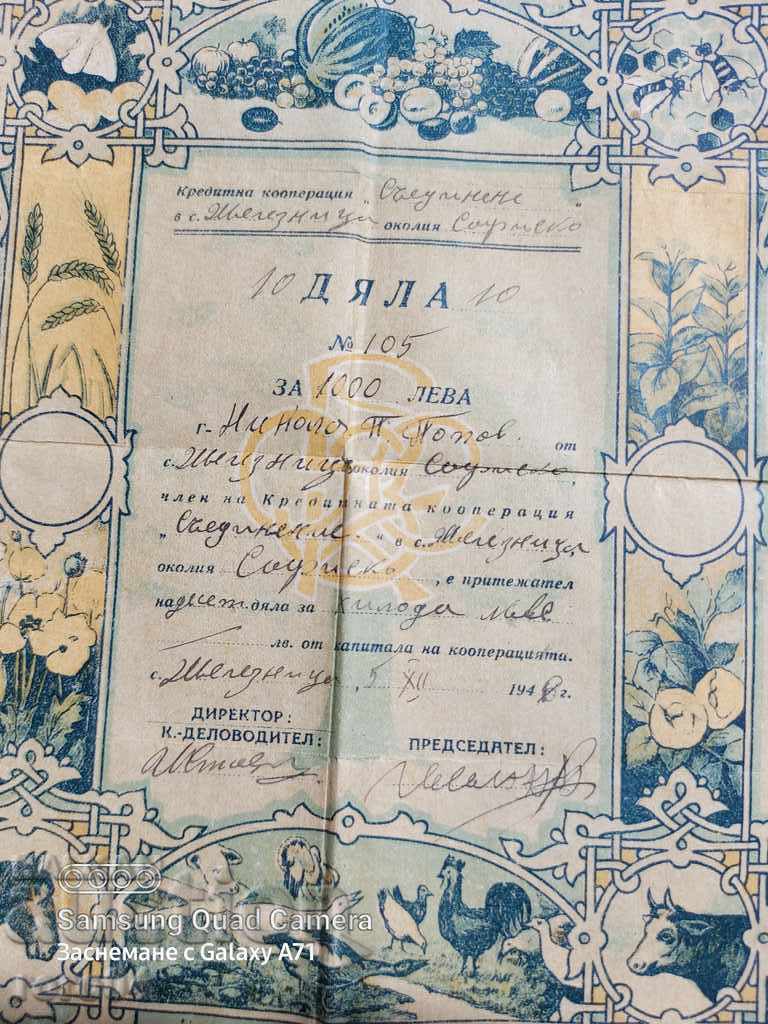 Кредитна кооперация „Съединение"
в с. Железница околия Софийско
10 ДЯЛА 10
№ 105
ЗА 1000 ЛЕВА
г-н Никола П. Попов. от
с. Железница околия Софийско,
член на Кредитната кооперация
„Съединение" в с. Железница
околия Софийско, е притежател
на десет дяла за хиляда лева
лв. от капитала на кооперацията.
с. Железница, 5 XII 1948 г.
ДИРЕКТОР:
К.-ДЕЛОВОДИТЕЛ: ПРЕДСЕДАТЕЛ:
Samsung Quad Camera
Заснемане с Galaxy A71